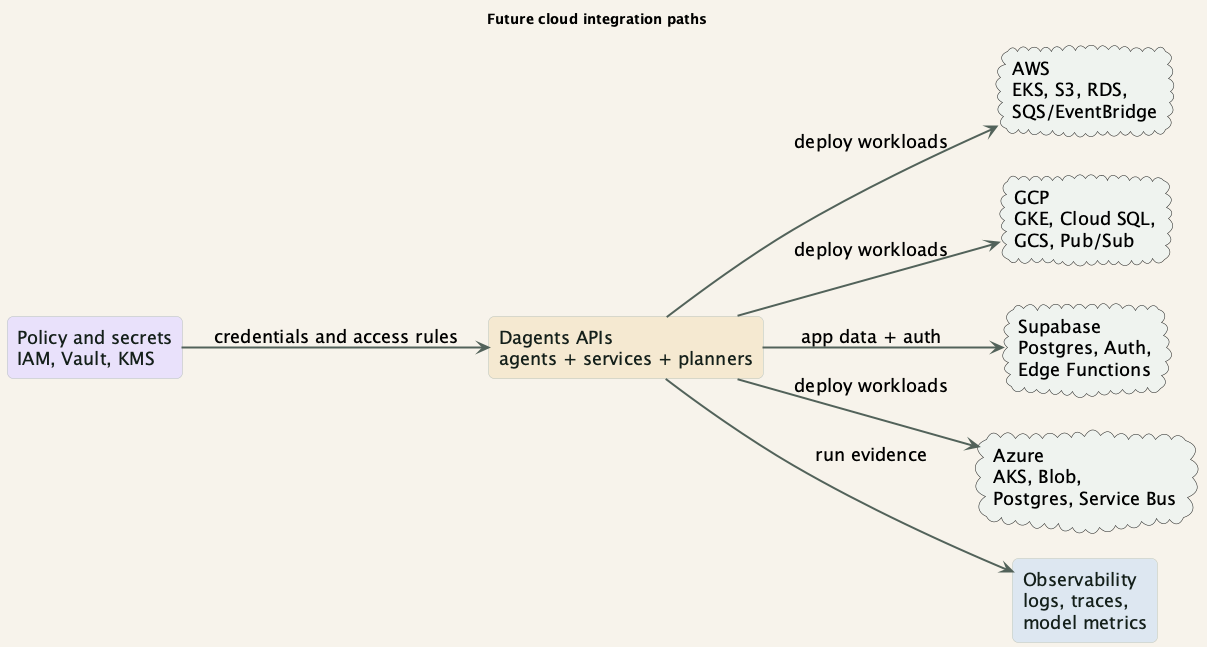 Future cloud integration paths
AWS
EKS, S3, RDS,
SQS/EventBridge
deploy workloads
GCP
GKE, Cloud SQL,
GCS, Pub/Sub
deploy workloads
Policy and secrets
IAM, Vault, KMS
credentials and access rules
Dagents APIs
agents + services + planners
app data + auth
Supabase
Postgres, Auth,
Edge Functions
deploy workloads
Azure
AKS, Blob,
Postgres, Service Bus
run evidence
Observability
logs, traces,
model metrics